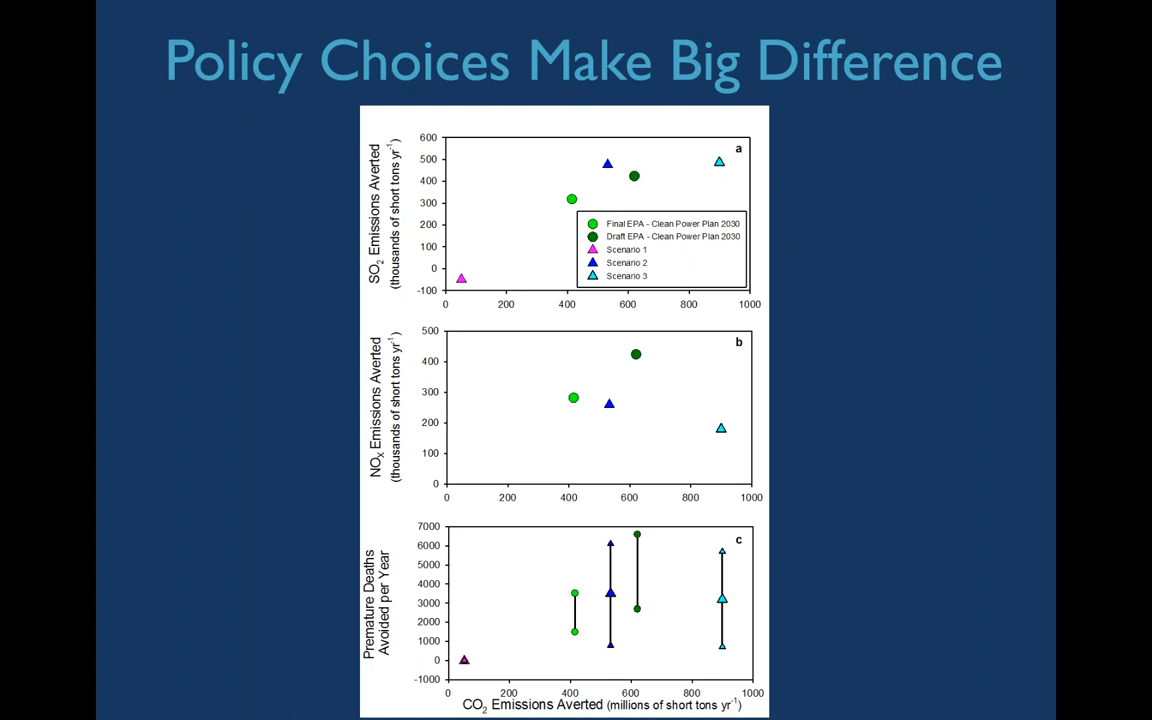 Policy Choices Make Big Difference
SO2 Emissions Averted
(thousands of short tons yr-1)
600
500
400
300
200
100
0
-100
a
Final EPA - Clean Power Plan 2030
Draft EPA - Clean Power Plan 2030
Scenario 1
Scenario 2
Scenario 3
0 200 400 600 800 1000
NOX Emissions Averted
(thousands of short tons yr-1)
500
400
300
200
100
0
b
0 200 400 600 800 1000
Premature Deaths
Avoided per Year
7000
6000
5000
4000
3000
2000
1000
0
-1000
c
0 200 400 600 800 1000
CO2 Emissions Averted (millions of short tons yr-1)